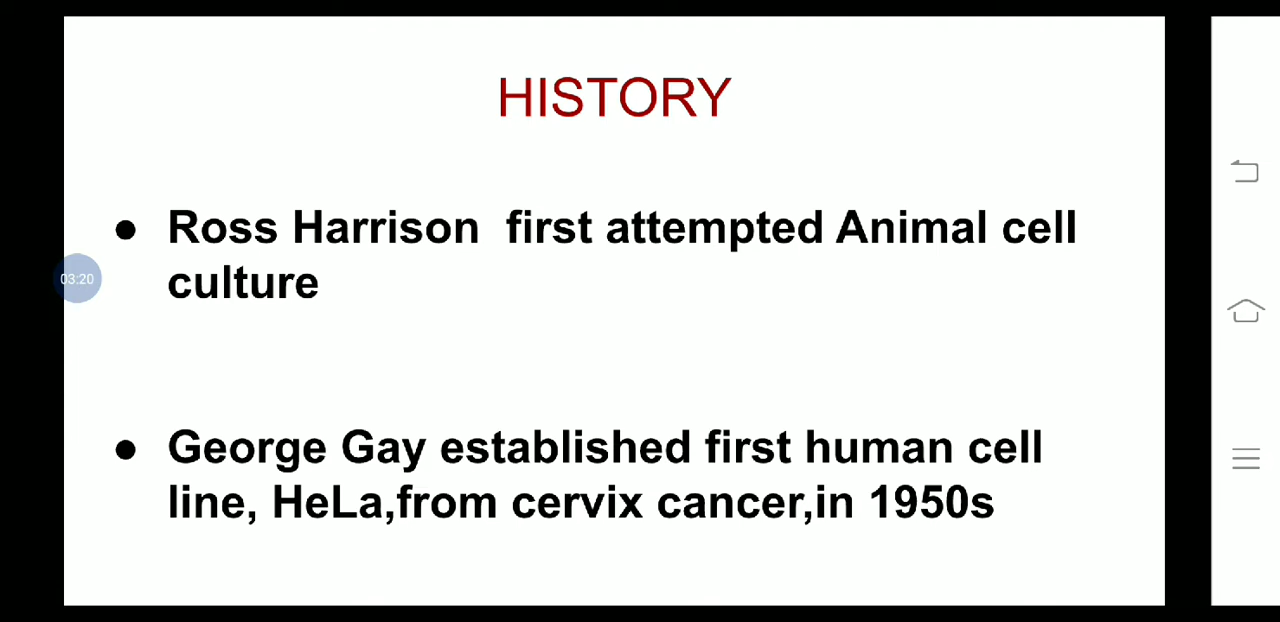 HISTORY
● Ross Harrison  first attempted Animal cell
culture
03:20
● George Gay established first human cell
line, HeLa,from cervix cancer,in 1950s